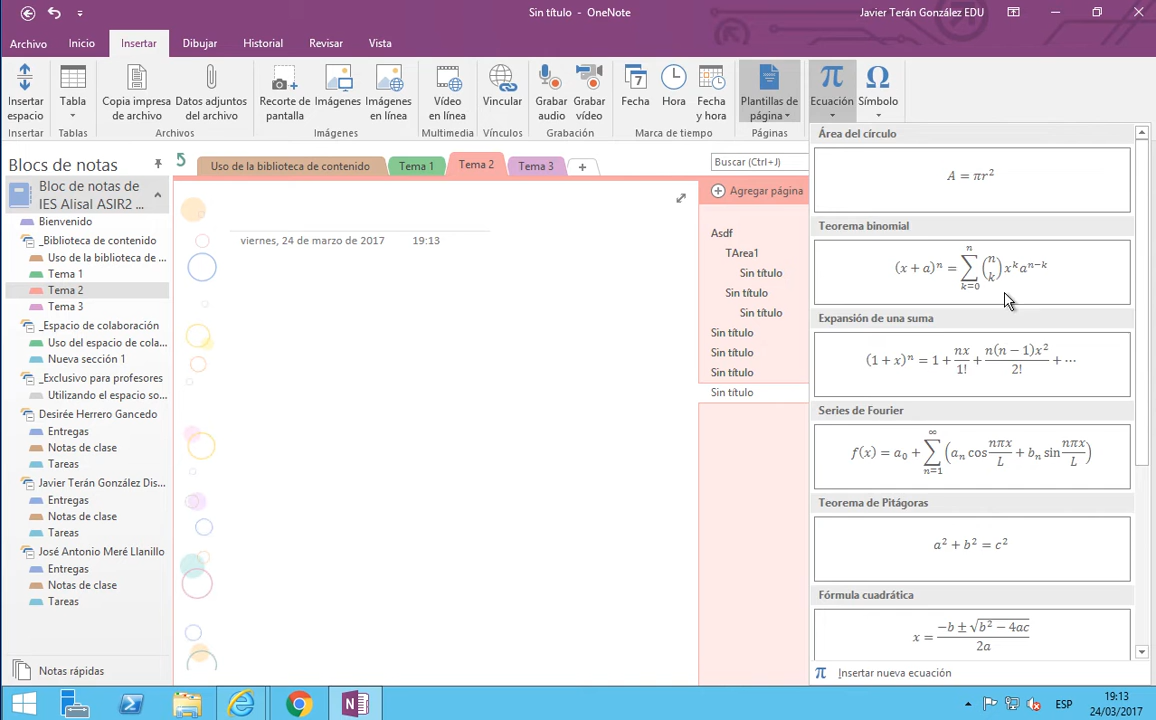 Sin título - OneNote
Javier Terán González EDU
Archivo Inicio Insertar Dibujar Historial Revisar Vista
Insertar espacio
Tabla
Copia impresa de archivo
Datos adjuntos del archivo
Recorte de pantalla
Imágenes
Imágenes en línea
Vídeo en línea
Vincular
Grabar audio
Grabar vídeo
Fecha
Hora
Fecha y hora
Plantillas de página
Ecuación
Símbolo
Insertar Tablas Archivos Imágenes Multimedia Vínculos Grabación Marca de tiempo Páginas
Blocs de notas
Bloc de notas de
IES Alisal ASIR2 ...
Bienvenido
_Biblioteca de contenido
Uso de la biblioteca de ...
Tema 1
Tema 2
Tema 3
_Espacio de colaboración
Uso del espacio de cola...
Nueva sección 1
_Exclusivo para profesores
Utilizando el espacio so...
Desirée Herrero Gancedo
Entregas
Notas de clase
Tareas
Javier Terán González Dis...
Entregas
Notas de clase
Tareas
José Antonio Meré Llanillo
Entregas
Notas de clase
Tareas
Notas rápidas
Uso de la biblioteca de contenido Tema 1 Tema 2 Tema 3 +
Buscar (Ctrl+J)
viernes, 24 de marzo de 2017 19:13
Agregar página
Asdf
TArea1
Sin título
Sin título
Sin título
Sin título
Sin título
Sin título
Sin título
Área del círculo
A = πr²
Teorema binomial
(x + a)ⁿ = ∑_{k=0}^{n} (n k) xᵏaⁿ⁻ᵏ
Expansión de una suma
(1 + x)ⁿ = 1 + nx/1! + n(n − 1)x²/2! + ⋯
Series de Fourier
f(x) = a₀ + ∑_{n=1}^{∞} (aₙ cos nπx/L + bₙ sin nπx/L)
Teorema de Pitágoras
a² + b² = c²
Fórmula cuadrática
x = (−b ± √(b² − 4ac))/2a
π Insertar nueva ecuación
ESP
19:13
24/03/2017